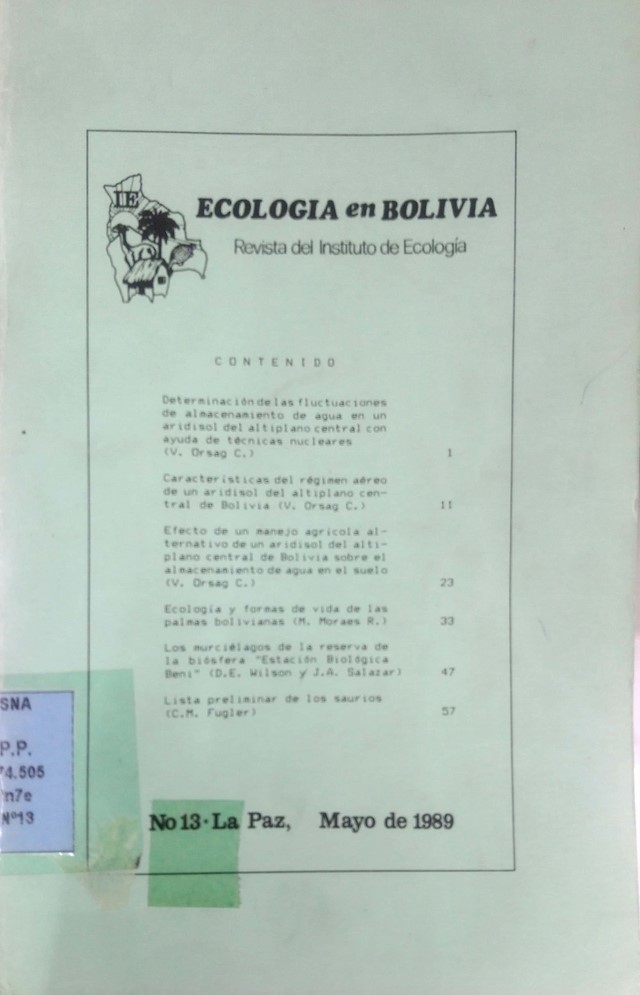 IE
ECOLOGIA en BOLIVIA
Revista del Instituto de Ecología
CONTENIDO
Determinación de las fluctuaciones
de almacenamiento de agua en un
aridisol del altiplano central con
ayuda de técnicas nucleares
(V. Orsag C.) 1
Características del régimen aéreo
de un aridisol del altiplano cen-
tral de Bolivia (V. Orsag C.) 11
Efecto de un manejo agrícola al-
ternativo de un aridisol del alti-
plano central de Bolivia sobre el
almacenamiento de agua en el suelo
(V. Orsag C.) 23
Ecología y formas de vida de las
palmas bolivianas (M. Moraes R.) 33
Los murciélagos de la reserva de
la biósfera "Estación Biológica
Beni" (D.E. Wilson y J.A. Salazar) 47
Lista preliminar de los saurios
(C.M. Fugler) 57
SNA
P.P.
74.505
n7e
Nº13
No 13·La Paz, Mayo de 1989